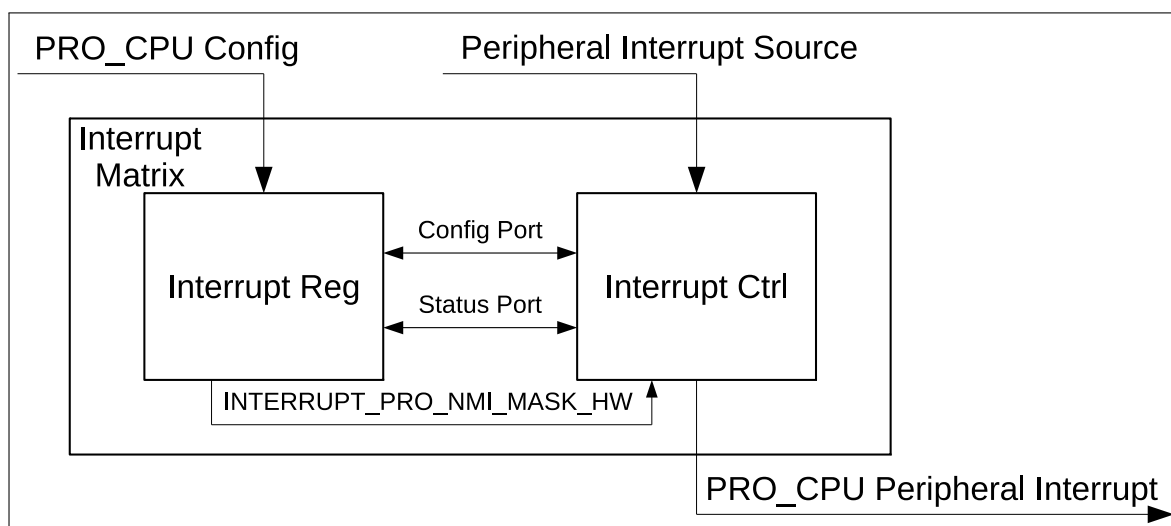 PRO_CPU Config
Peripheral Interrupt Source
Interrupt
Matrix
Config Port
Interrupt Reg
Interrupt Ctrl
Status Port
INTERRUPT_PRO_NMI_MASK_HW
PRO_CPU Peripheral Interrupt